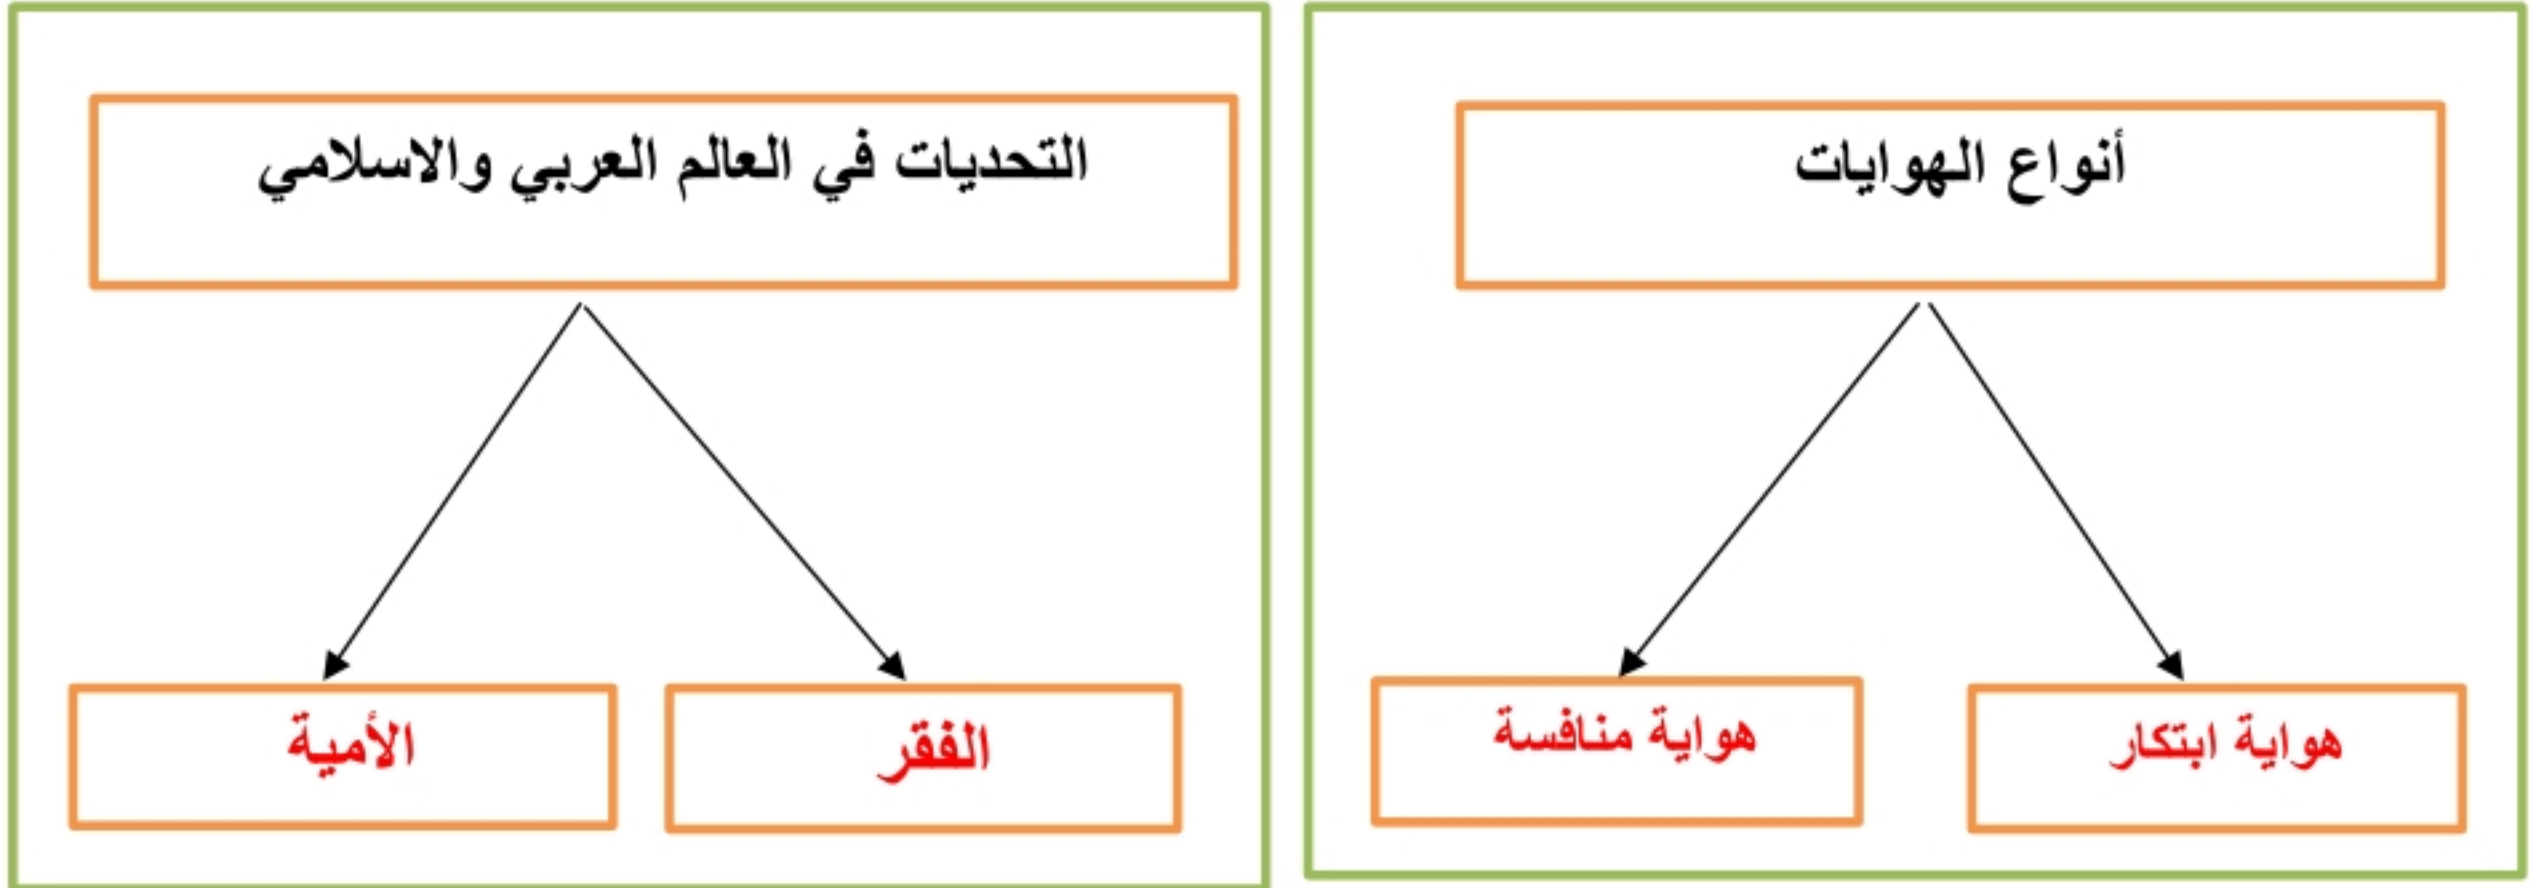 أنواع الهوايات
هواية ابتكار
هواية منافسة
التحديات في العالم العربي والاسلامي
الفقر
الأمية